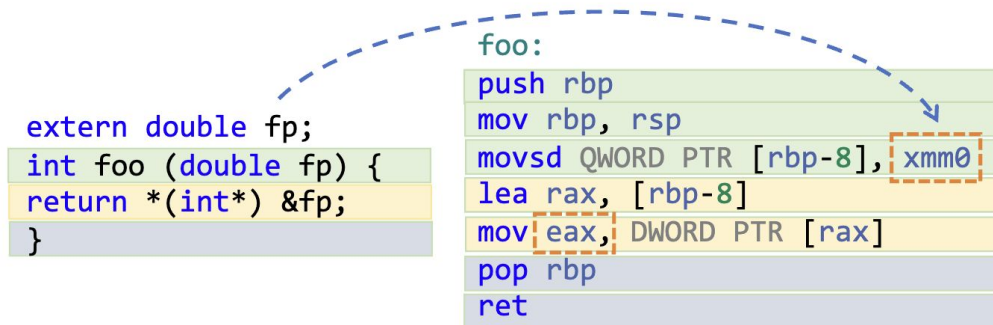 extern double fp;
int foo (double fp) {
return *(int*) &fp;
}
foo:
push rbp
mov rbp, rsp
movsd QWORD PTR [rbp-8], xmm0
lea rax, [rbp-8]
mov eax, DWORD PTR [rax]
pop rbp
ret